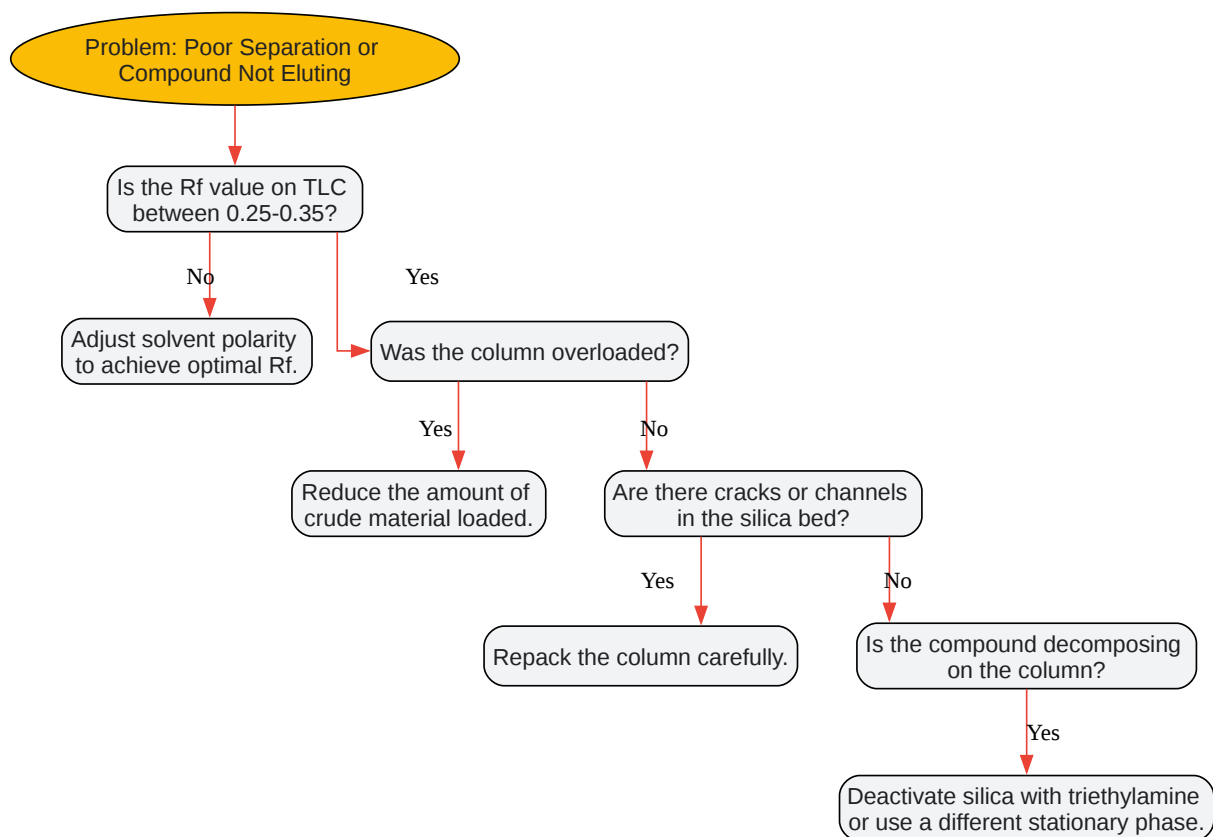 Problem: Poor Separation or
Compound Not Eluting
Is the Rf value on TLC
between 0.25-0.35?
No
Yes
Adjust solvent polarity
to achieve optimal Rf.
Was the column overloaded?
Yes
No
Reduce the amount of
crude material loaded.
Are there cracks or channels
in the silica bed?
Yes
No
Repack the column carefully.
Is the compound decomposing
on the column?
Yes
Deactivate silica with triethylamine
or use a different stationary phase.